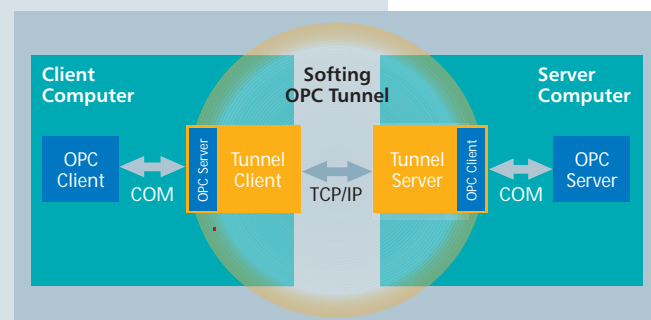 Client
Computer
Softing
OPC Tunnel
Server
Computer
OPC
Client
COM
OPC Server
Tunnel
Client
TCP/IP
Tunnel
Server
OPC Client
COM
OPC
Server